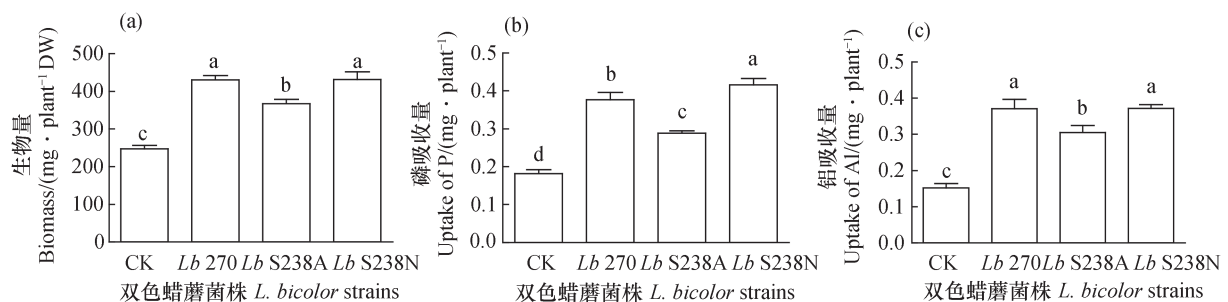 (a)
生物量
Biomass/(mg · plant⁻¹ DW)
500
400
300
200
100
0
c
a
b
a
CK Lb 270 Lb S238A Lb S238N
双色蜡蘑菌株 L. bicolor strains
(b)
磷吸收量
Uptake of P/(mg · plant⁻¹)
0.5
0.4
0.3
0.2
0.1
0.0
d
b
c
a
CK Lb 270 Lb S238A Lb S238N
双色蜡蘑菌株 L. bicolor strains
(c)
铝吸收量
Uptake of Al/(mg · plant⁻¹)
0.5
0.4
0.3
0.2
0.1
0.0
c
a
b
a
CK Lb 270 Lb S238A Lb S238N
双色蜡蘑菌株 L. bicolor strains